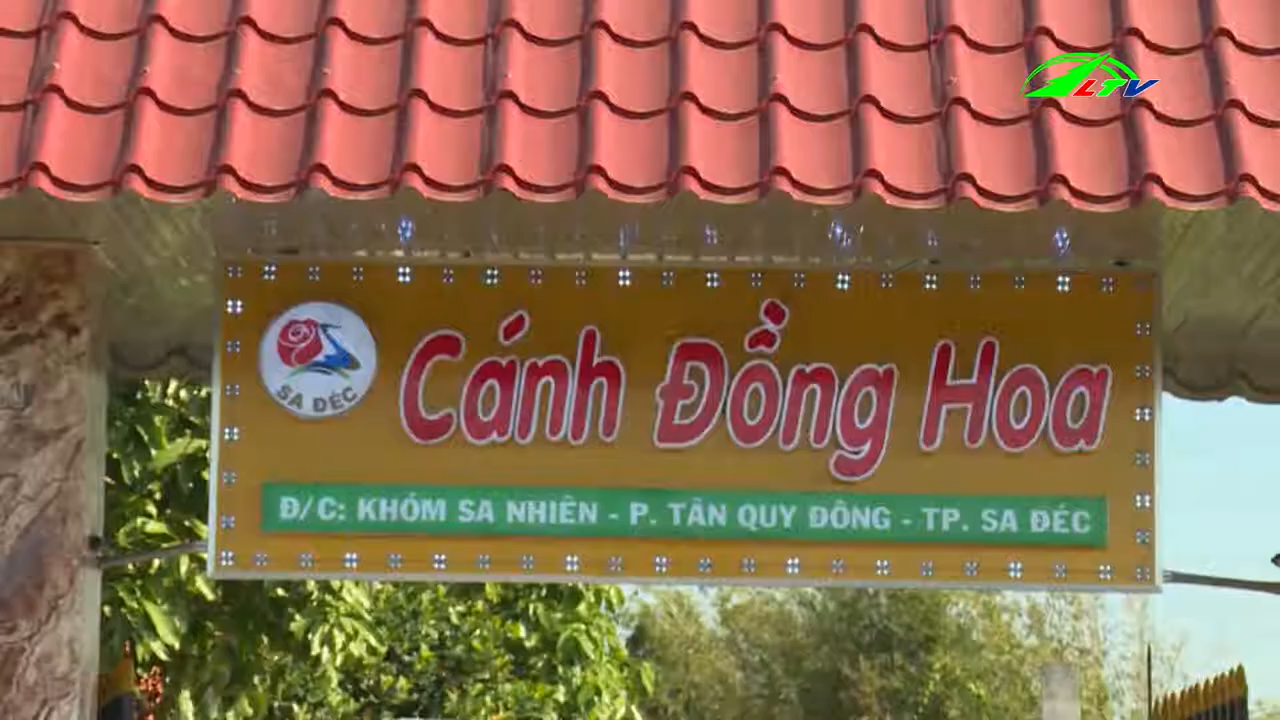 LTV
Cánh Đồng Hoa
SA ĐÉC
Đ/C: KHÓM SA NHIÊN - P. TÂN QUY ĐÔNG - TP. SA ĐÉC